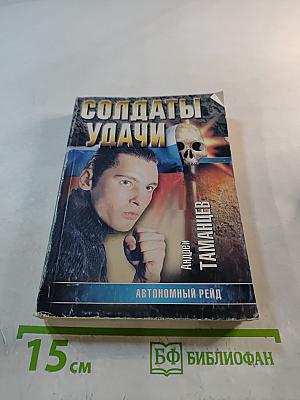 СОЛДАТЫ
УДАЧИ
Андрей
ТАМАНЦЕВ
АВТОНОМНЫЙ РЕЙД
15 см
БФ БИБЛИОФАН